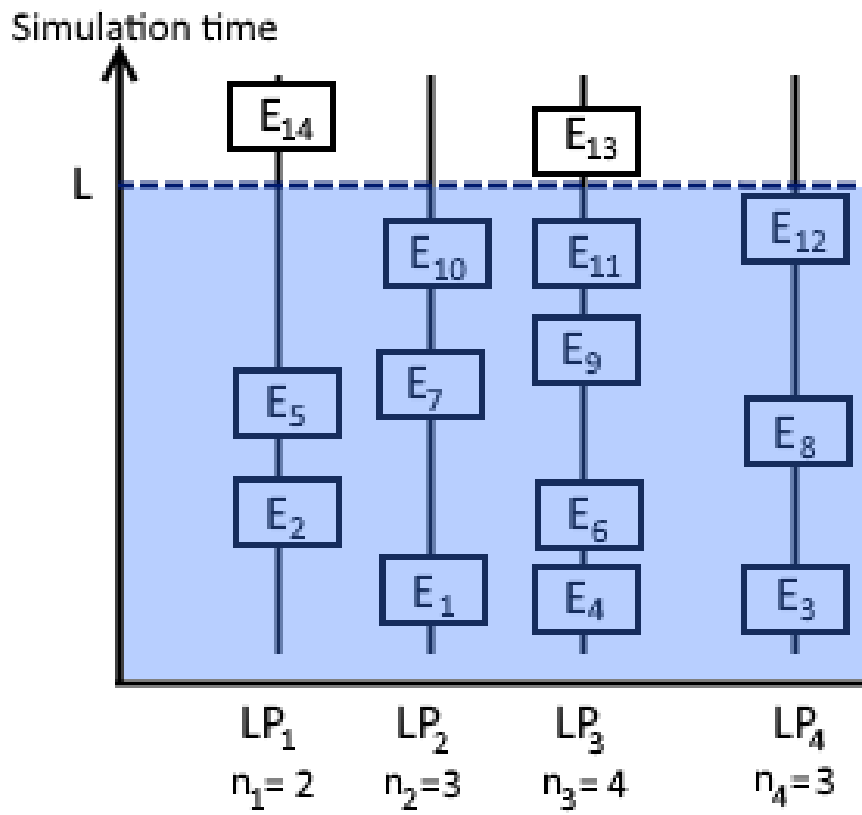 Simulation time
E14
E13
L
E12
E10
E11
E9
E7
E5
E8
E2
E6
E1
E4
E3
LP1 LP2 LP3 LP4
n1= 2 n2=3 n3= 4 n4= 3